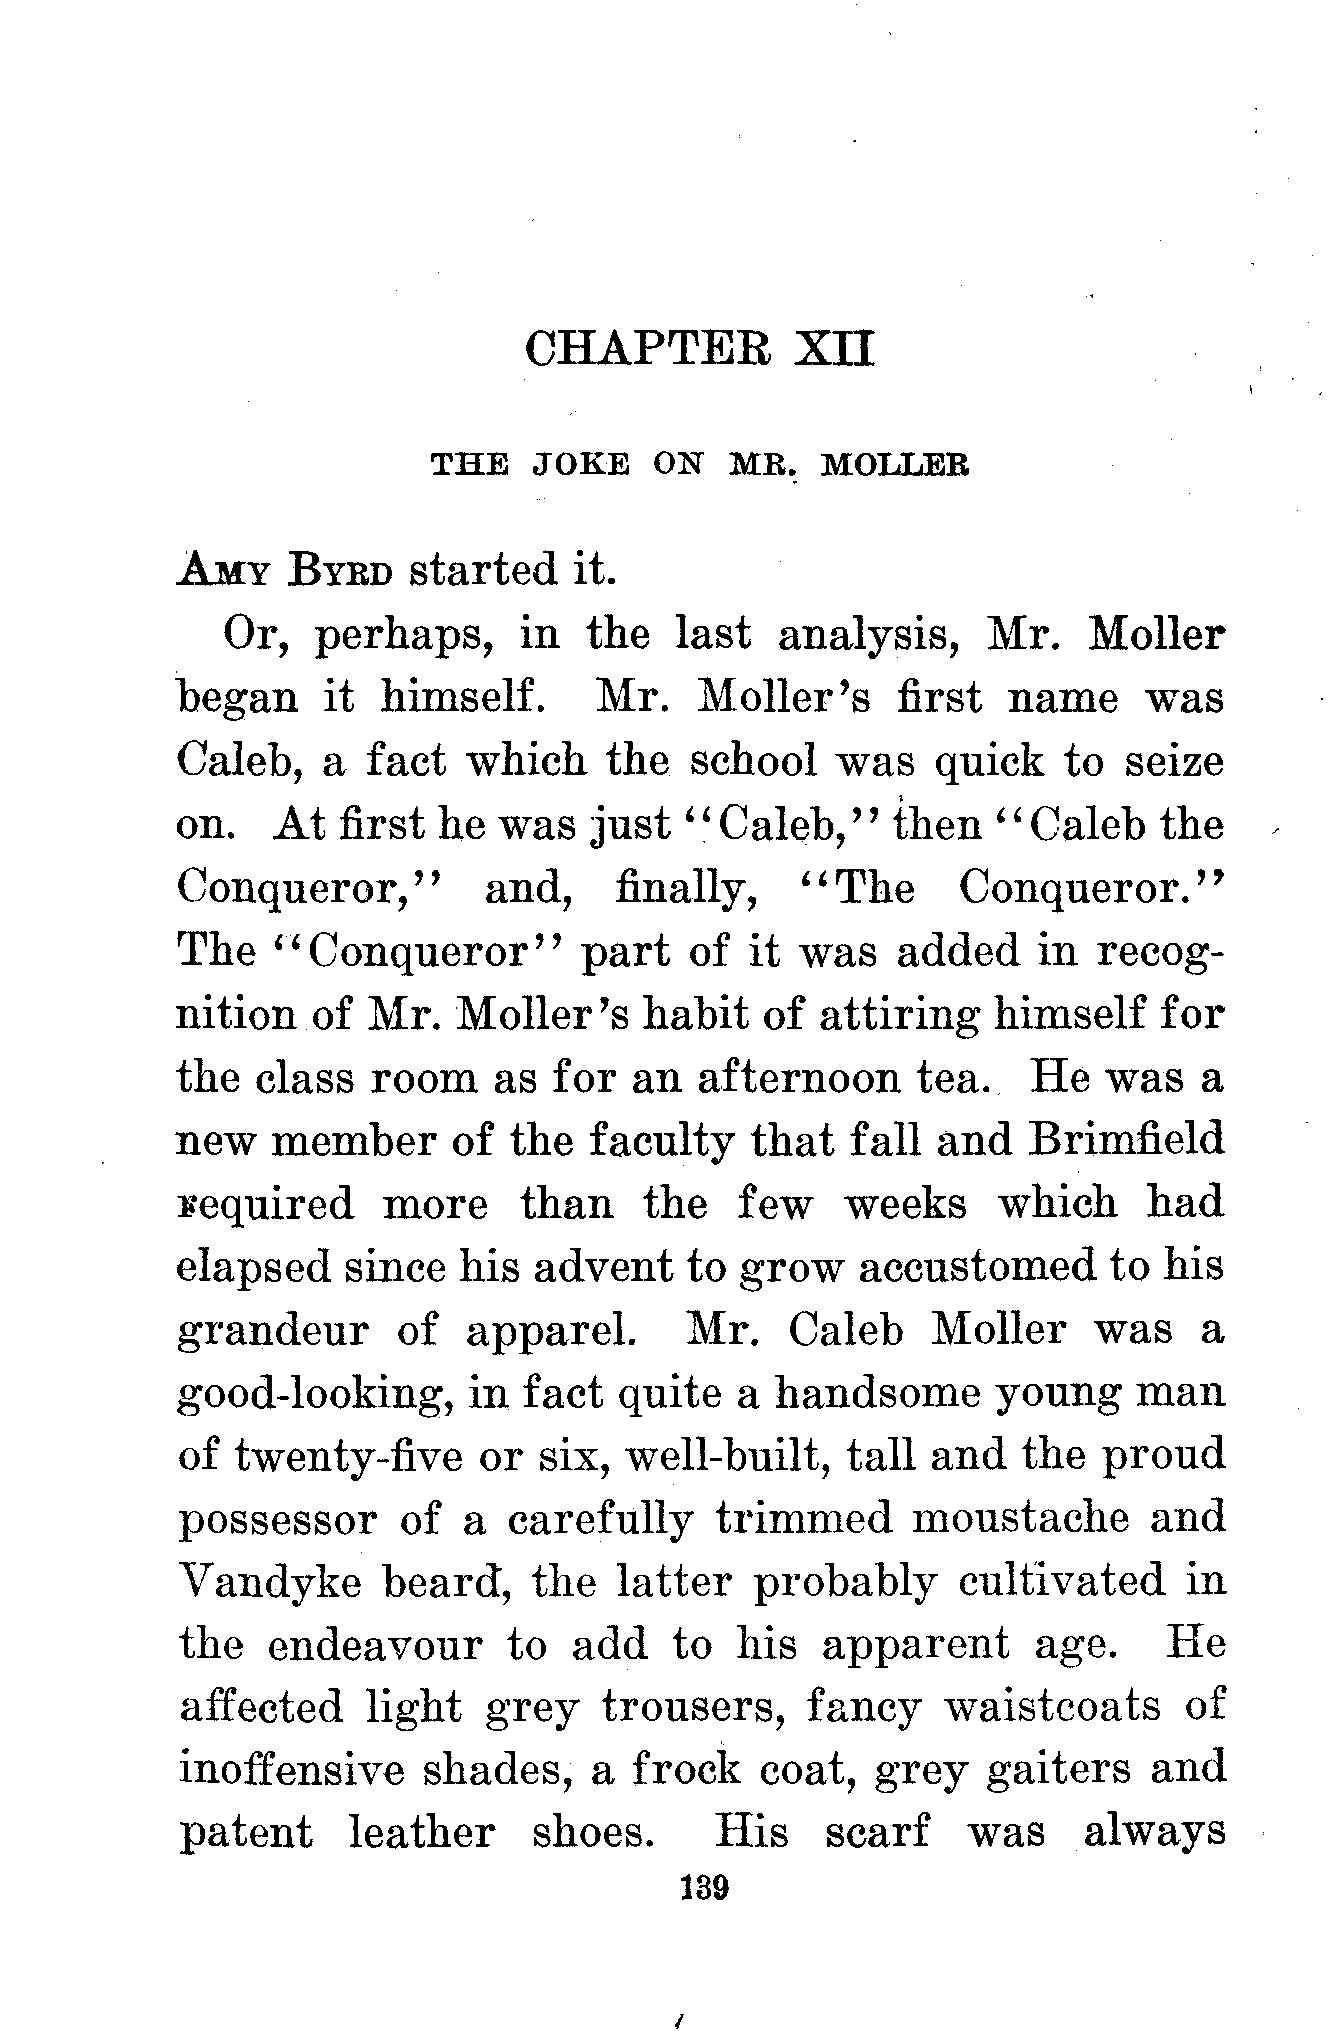 CHAPTER XII
THE JOKE ON MR. MOLLER
AMY BYRD started it.
Or, perhaps, in the last analysis, Mr. Moller
began it himself. Mr. Moller's first name was
Caleb, a fact which the school was quick to seize
on. At first he was just "Caleb," then "Caleb the
Conqueror," and, finally, "The Conqueror."
The "Conqueror" part of it was added in recog-
nition of Mr. Moller's habit of attiring himself for
the class room as for an afternoon tea. He was a
new member of the faculty that fall and Brimfield
required more than the few weeks which had
elapsed since his advent to grow accustomed to his
grandeur of apparel. Mr. Caleb Moller was a
good-looking, in fact quite a handsome young man
of twenty-five or six, well-built, tall and the proud
possessor of a carefully trimmed moustache and
Vandyke beard, the latter probably cultivated in
the endeavour to add to his apparent age. He
affected light grey trousers, fancy waistcoats of
inoffensive shades, a frock coat, grey gaiters and
patent leather shoes. His scarf was always
139